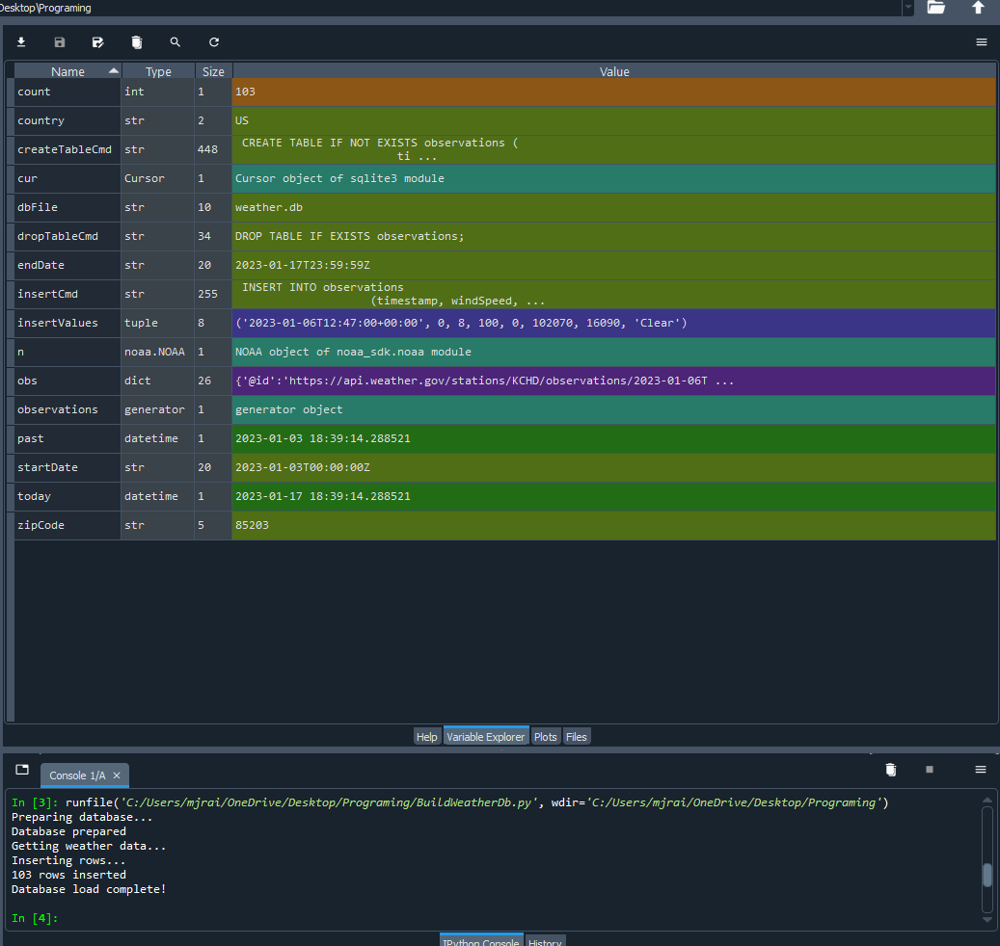 Desktop\Programing
Name Type Size Value
count int 1 103
country str 2 US
createTableCmd str 448 CREATE TABLE IF NOT EXISTS observations (
ti ...
cur Cursor 1 Cursor object of sqlite3 module
dbFile str 10 weather.db
dropTableCmd str 34 DROP TABLE IF EXISTS observations;
endDate str 20 2023-01-17T23:59:59Z
insertCmd str 255 INSERT INTO observations
(timestamp, windSpeed, ...
insertValues tuple 8 ('2023-01-06T12:47:00+00:00', 0, 8, 100, 0, 102070, 16090, 'Clear')
n noaa.NOAA 1 NOAA object of noaa_sdk.noaa module
obs dict 26 {'@id':'https://api.weather.gov/stations/KCHD/observations/2023-01-06T ...
observations generator 1 generator object
past datetime 1 2023-01-03 18:39:14.288521
startDate str 20 2023-01-03T00:00:00Z
today datetime 1 2023-01-17 18:39:14.288521
zipCode str 5 85203
Help Variable Explorer Plots Files
Console 1/A ×
In [3]: runfile('C:/Users/mjrai/OneDrive/Desktop/Programing/BuildWeatherDb.py', wdir='C:/Users/mjrai/OneDrive/Desktop/Programing')
Preparing database...
Database prepared
Getting weather data...
Inserting rows...
103 rows inserted
Database load complete!
In [4]:
IPython Console History